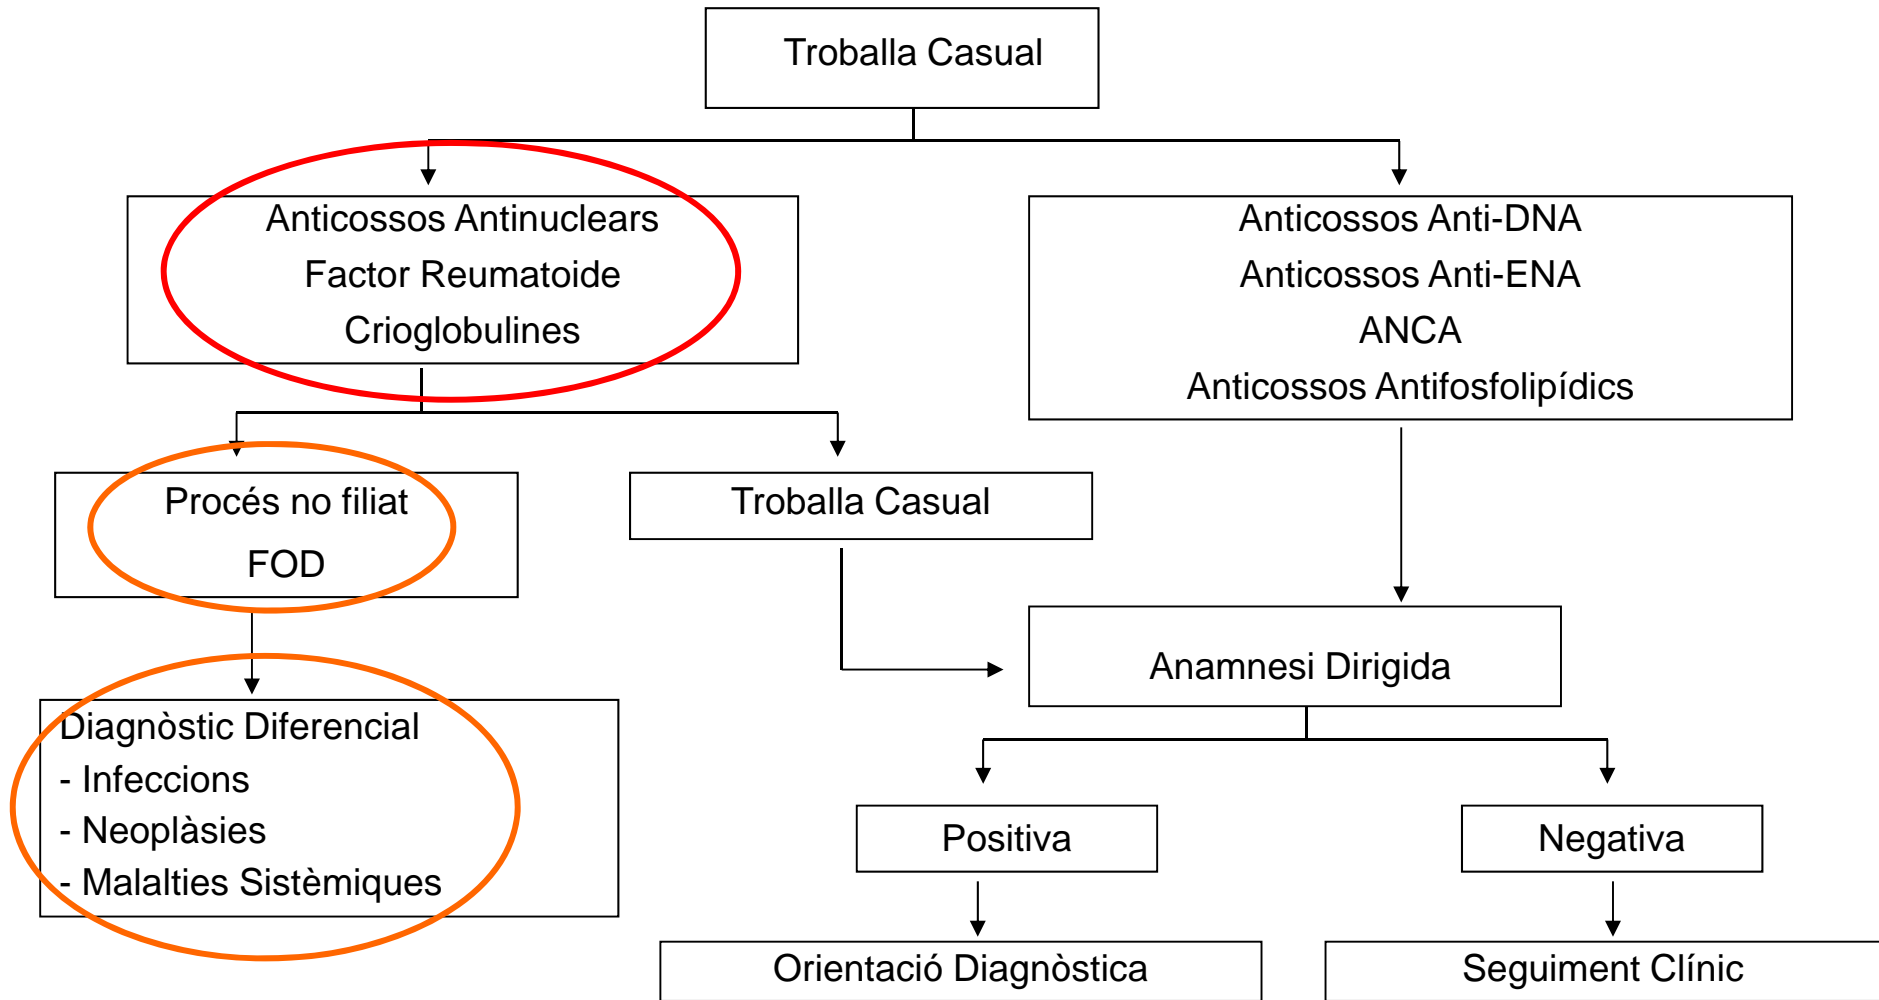 Troballa Casual
Anticossos Antinuclears
Factor Reumatoide
Crioglobulines
Anticossos Anti-DNA
Anticossos Anti-ENA
ANCA
Anticossos Antifosfolipídics
Procés no filiat
FOD
Troballa Casual
Diagnòstic Diferencial
- Infeccions
- Neoplàsies
- Malalties Sistèmiques
Anamnesi Dirigida
Positiva
Negativa
Orientació Diagnòstica
Seguiment Clínic